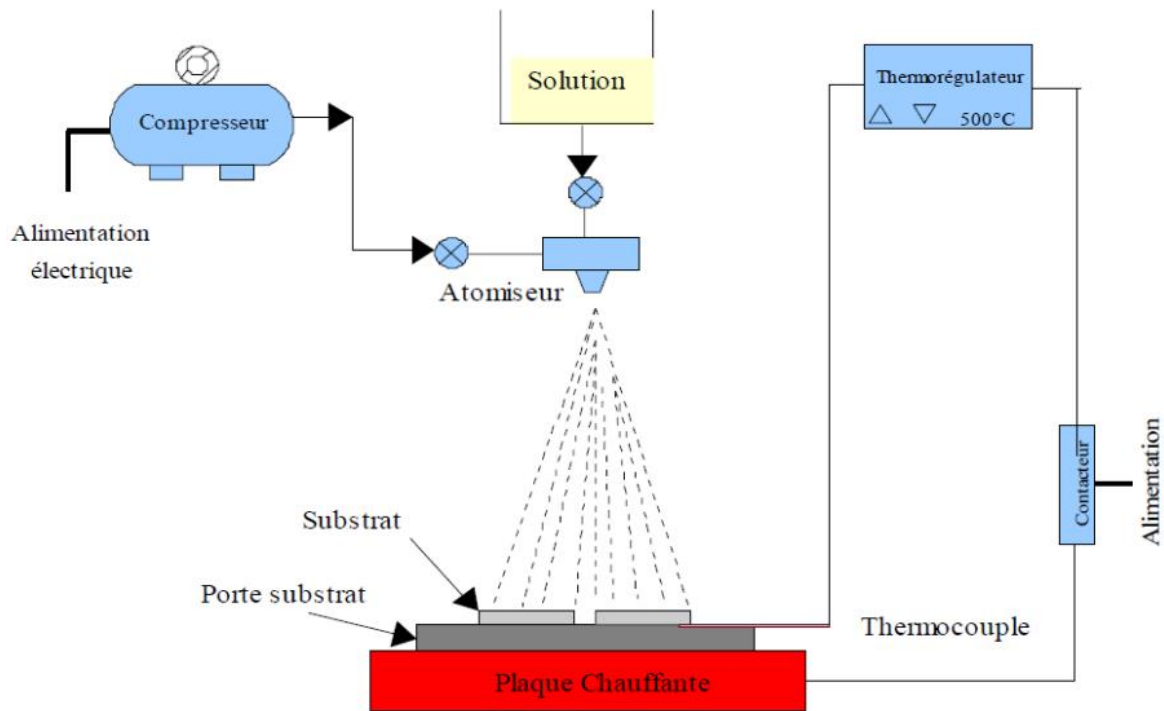 Solution
Thermorégulateur
500°C
Compresseur
Alimentation
électrique
Atomiseur
Contacteur
Alimentation
Substrat
Porte substrat
Thermocouple
Plaque Chauffante